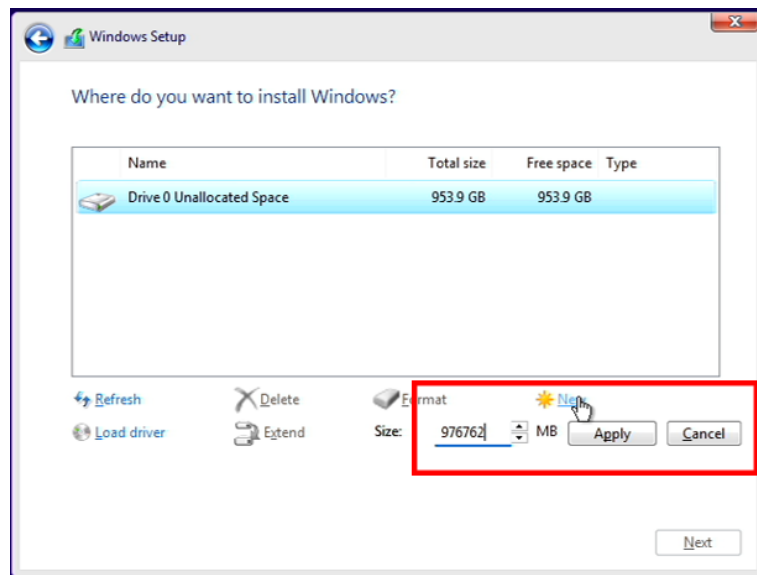 Windows Setup
x
Where do you want to install Windows?
Name Total size Free space Type
Drive 0 Unallocated Space 953.9 GB 953.9 GB
Refresh Delete Format New
Load driver Extend Size: 976762 MB Apply Cancel
Next